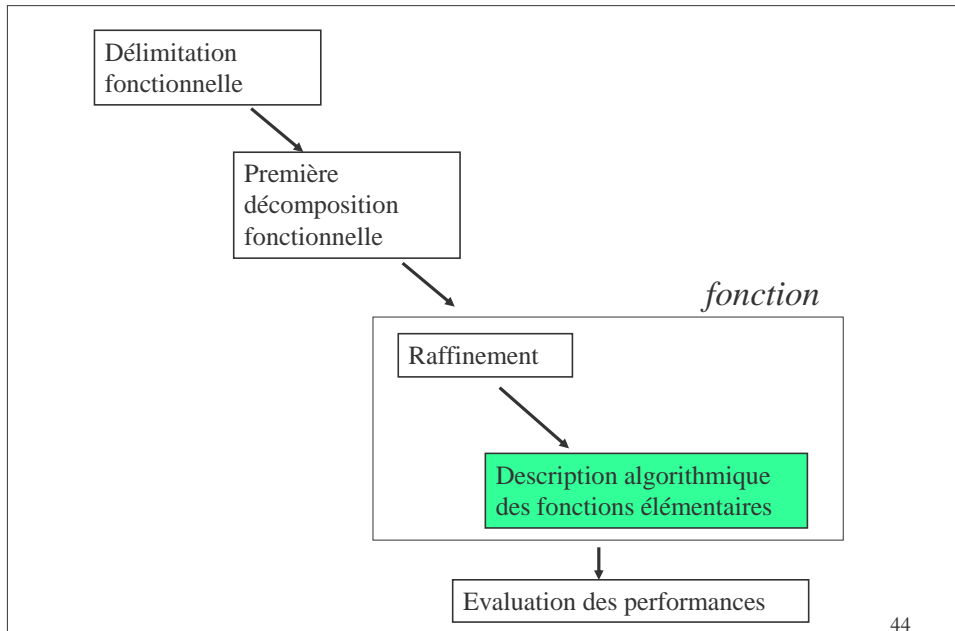 Délimitation
fonctionnelle
Première
décomposition
fonctionnelle
fonction
Raffinement
Description algorithmique
des fonctions élémentaires
Evaluation des performances
44